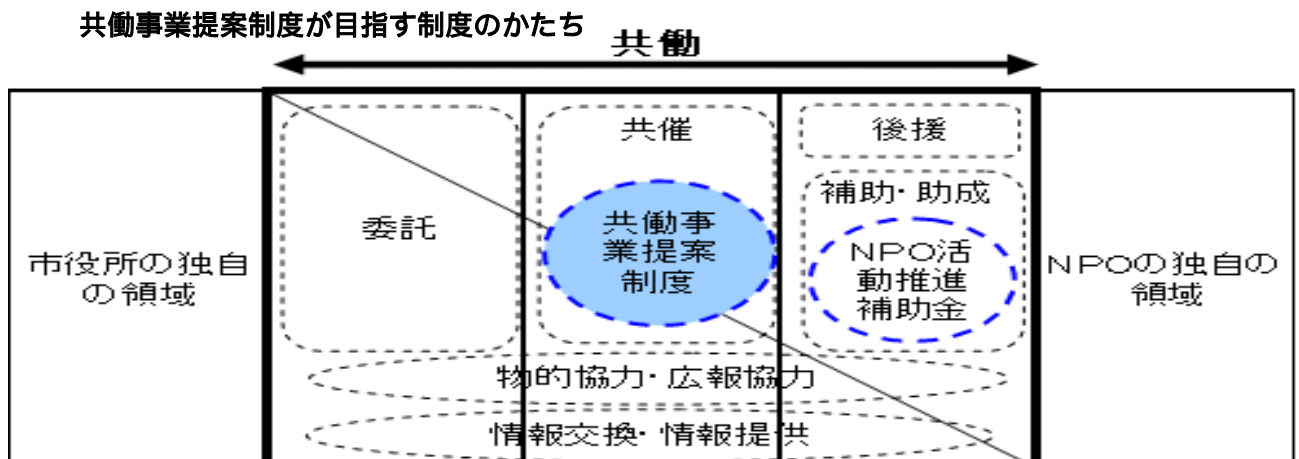 共働事業提案制度が目指す制度のかたち
共働
市役所の独自
の領域
委託
共催
共働事
業提案
制度
後援
補助・助成
NPO活
動推進
補助金
NPOの独自の
領域
物的協力・広報協力
情報交換・情報提供